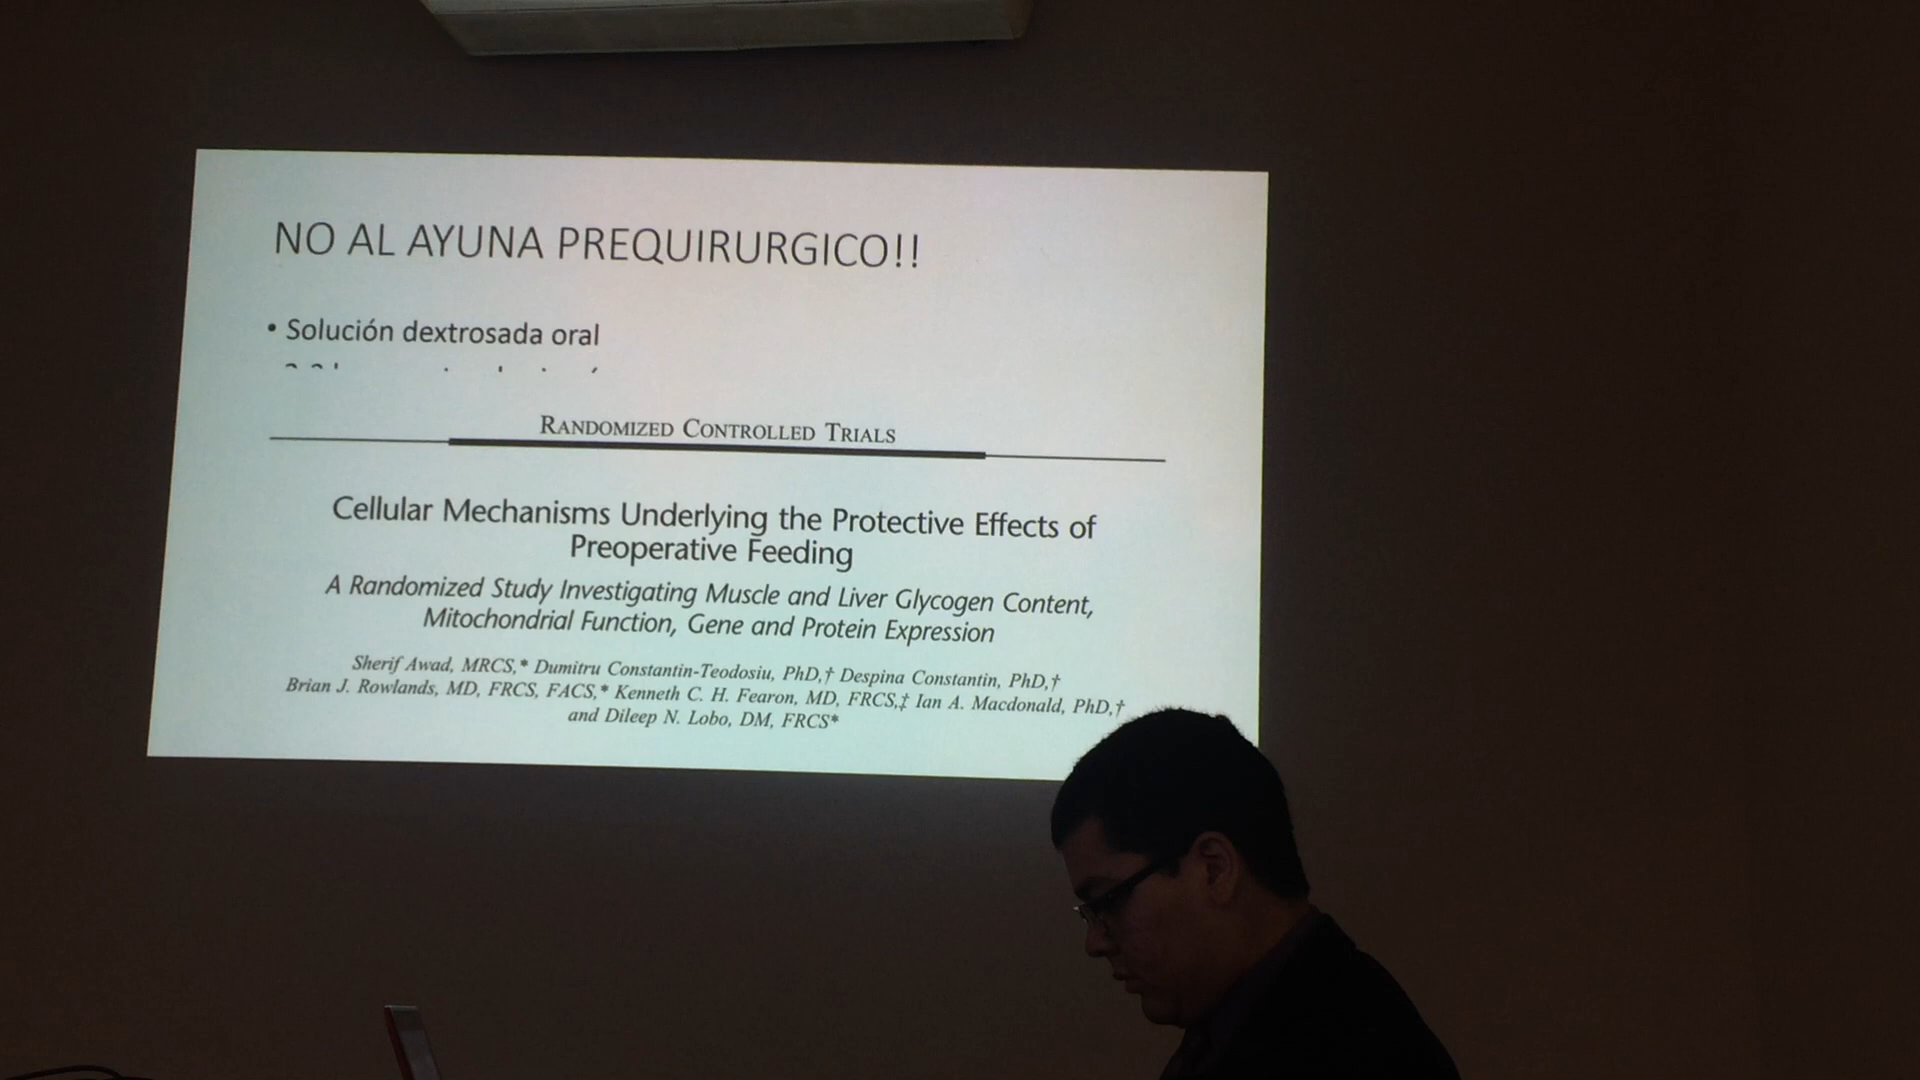 NO AL AYUNA PREQUIRURGICO!!
• Solución dextrosada oral
RANDOMIZED CONTROLLED TRIALS
Cellular Mechanisms Underlying the Protective Effects of
Preoperative Feeding
A Randomized Study Investigating Muscle and Liver Glycogen Content,
Mitochondrial Function, Gene and Protein Expression
Sherif Awad, MRCS,* Dumitru Constantin-Teodosiu, PhD,† Despina Constantin, PhD,†
Brian J. Rowlands, MD, FRCS, FACS,* Kenneth C. H. Fearon, MD, FRCS,‡ Ian A. Macdonald, PhD,†
and Dileep N. Lobo, DM, FRCS*